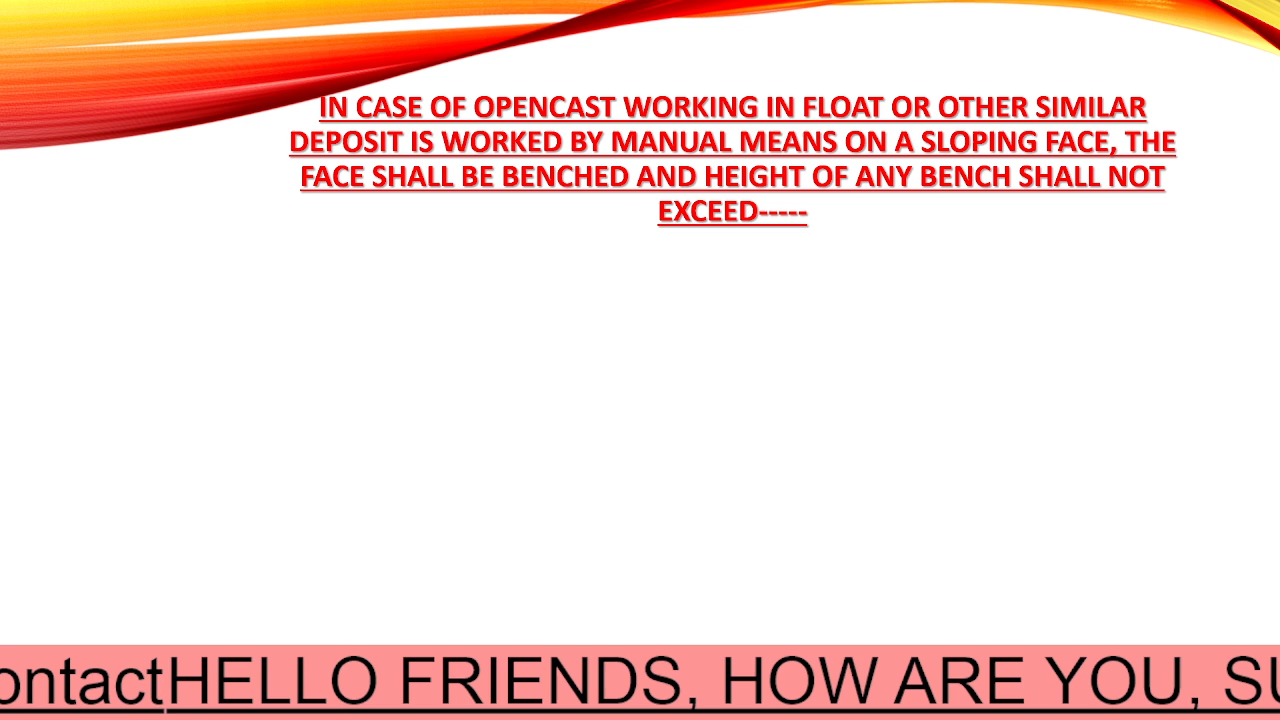 IN CASE OF OPENCAST WORKING IN FLOAT OR OTHER SIMILAR
DEPOSIT IS WORKED BY MANUAL MEANS ON A SLOPING FACE, THE
FACE SHALL BE BENCHED AND HEIGHT OF ANY BENCH SHALL NOT
EXCEED-----
ontactHELLO FRIENDS, HOW ARE YOU, SU